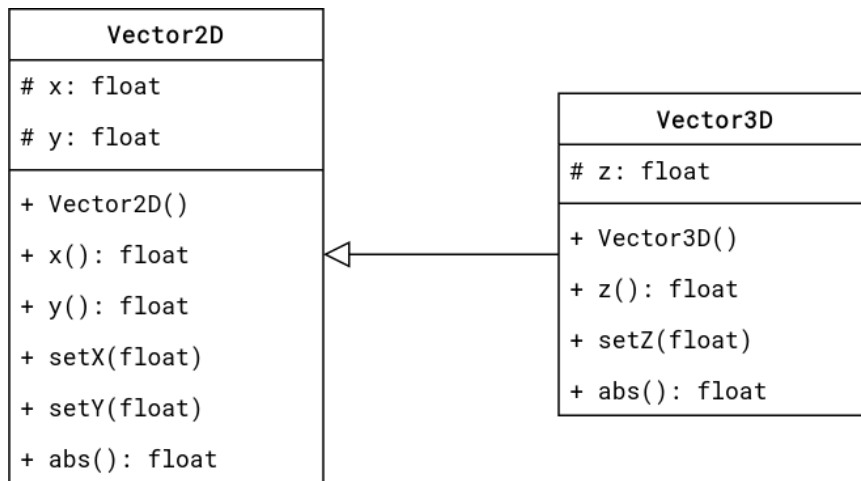 Vector2D
# x: float
# y: float
+ Vector2D()
+ x(): float
+ y(): float
+ setX(float)
+ setY(float)
+ abs(): float
Vector3D
# z: float
+ Vector3D()
+ z(): float
+ setZ(float)
+ abs(): float